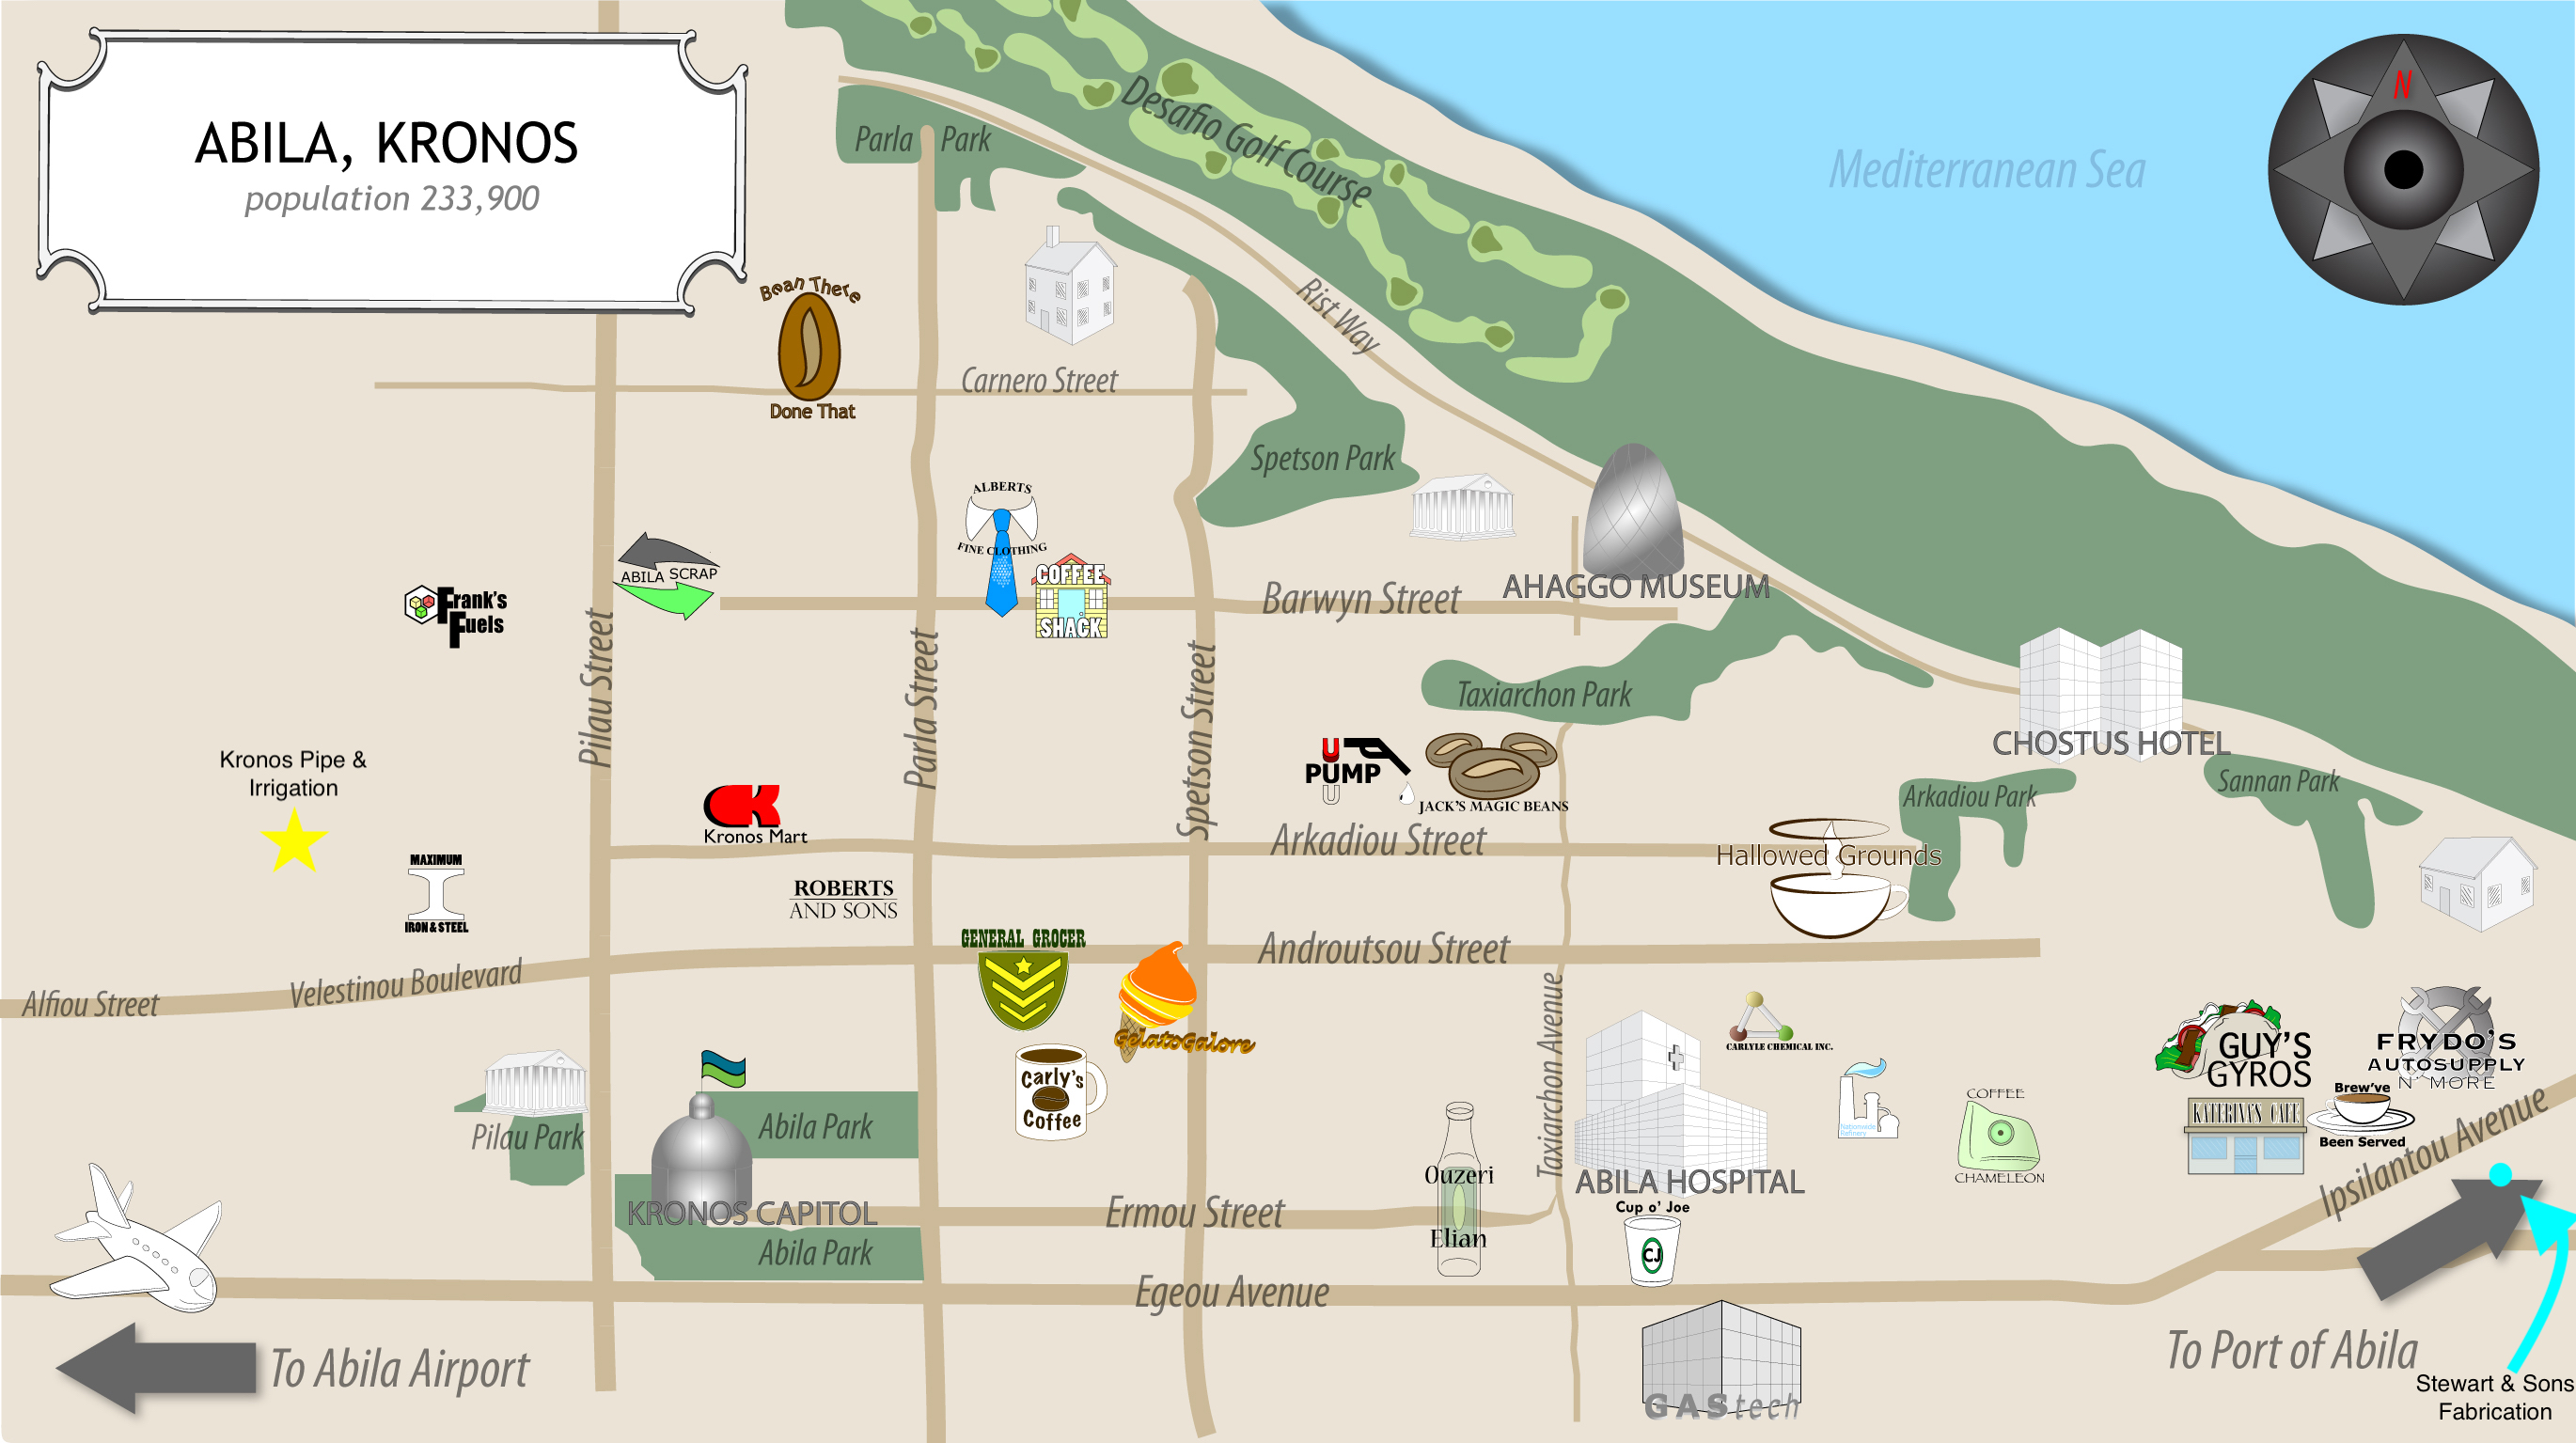 ABILA, KRONOS
population 233,900
N
Mediterranean Sea
Desafio Golf Course
Parla Park
Rist Way
Bean There
Done That
Carnero Street
Spetson Park
ALBERTS
FINE CLOTHING
COFFEE
SHACK
ABILA SCRAP
Frank's
Fuels
Barwyn Street
AHAGGO MUSEUM
Pilau Street
Parla Street
Spetson Street
Taxiarchon Park
CHOSTUS HOTEL
Kronos Pipe &
Irrigation
U
PUMP
U
JACK'S MAGIC BEANS
Arkadiou Park
Sannan Park
Kronos Mart
Arkadiou Street
Hallowed Grounds
MAXIMUM
IRON & STEEL
ROBERTS
AND SONS
GENERAL GROCER
Androutsou Street
Alfiou Street
Velestinou Boulevard
GelatoGalore
Carly's
Coffee
Taxiarchon Avenue
CARLYLE CHEMICAL INC.
Nationwide
Refinery
COFFEE
CHAMELEON
GUY'S
GYROS
FRYDO'S
AUTOSUPPLY
N' MORE
KATERINA'S CAFE
Brew've
Been Served
Ipsilantou Avenue
Pilau Park
Abila Park
KRONOS CAPITOL
Abila Park
Ermou Street
Ouzeri
Elian
ABILA HOSPITAL
Cup o' Joe
CJ
Egeou Avenue
To Abila Airport
GAStech
To Port of Abila
Stewart & Sons
Fabrication